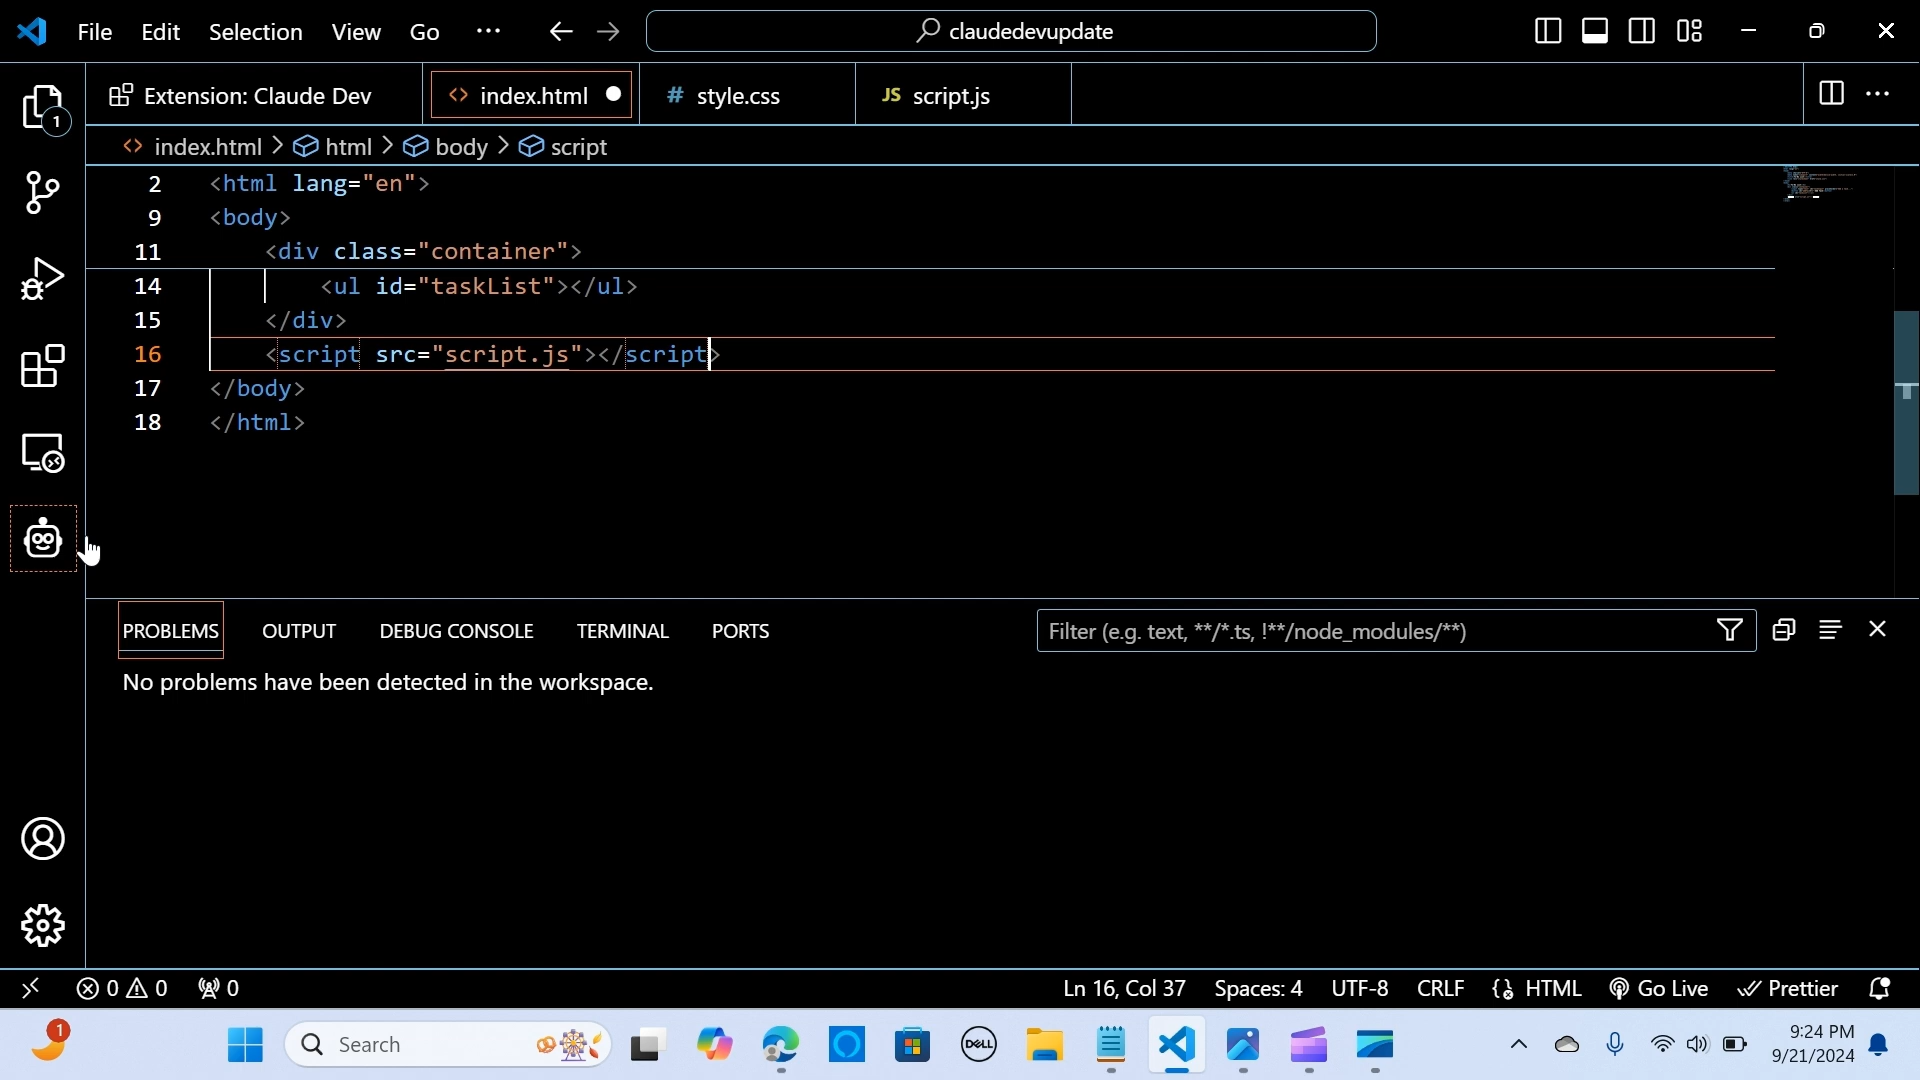 File Edit Selection View Go ··· claudedevupdate
1
Extension: Claude Dev <> index.html # style.css JS script.js
<> index.html > html > body > script
2 <html lang="en">
9 <body>
11 <div class="container">
14 <ul id="taskList"></ul>
15 </div>
16 <script src="script.js"></script>
17 </body>
18 </html>
PROBLEMS OUTPUT DEBUG CONSOLE TERMINAL PORTS Filter (e.g. text, **/*.ts, !**/node_modules/**)
No problems have been detected in the workspace.
0 0 0 Ln 16, Col 37 Spaces: 4 UTF-8 CRLF HTML Go Live Prettier
1 Search DELL 9:24 PM
9/21/2024